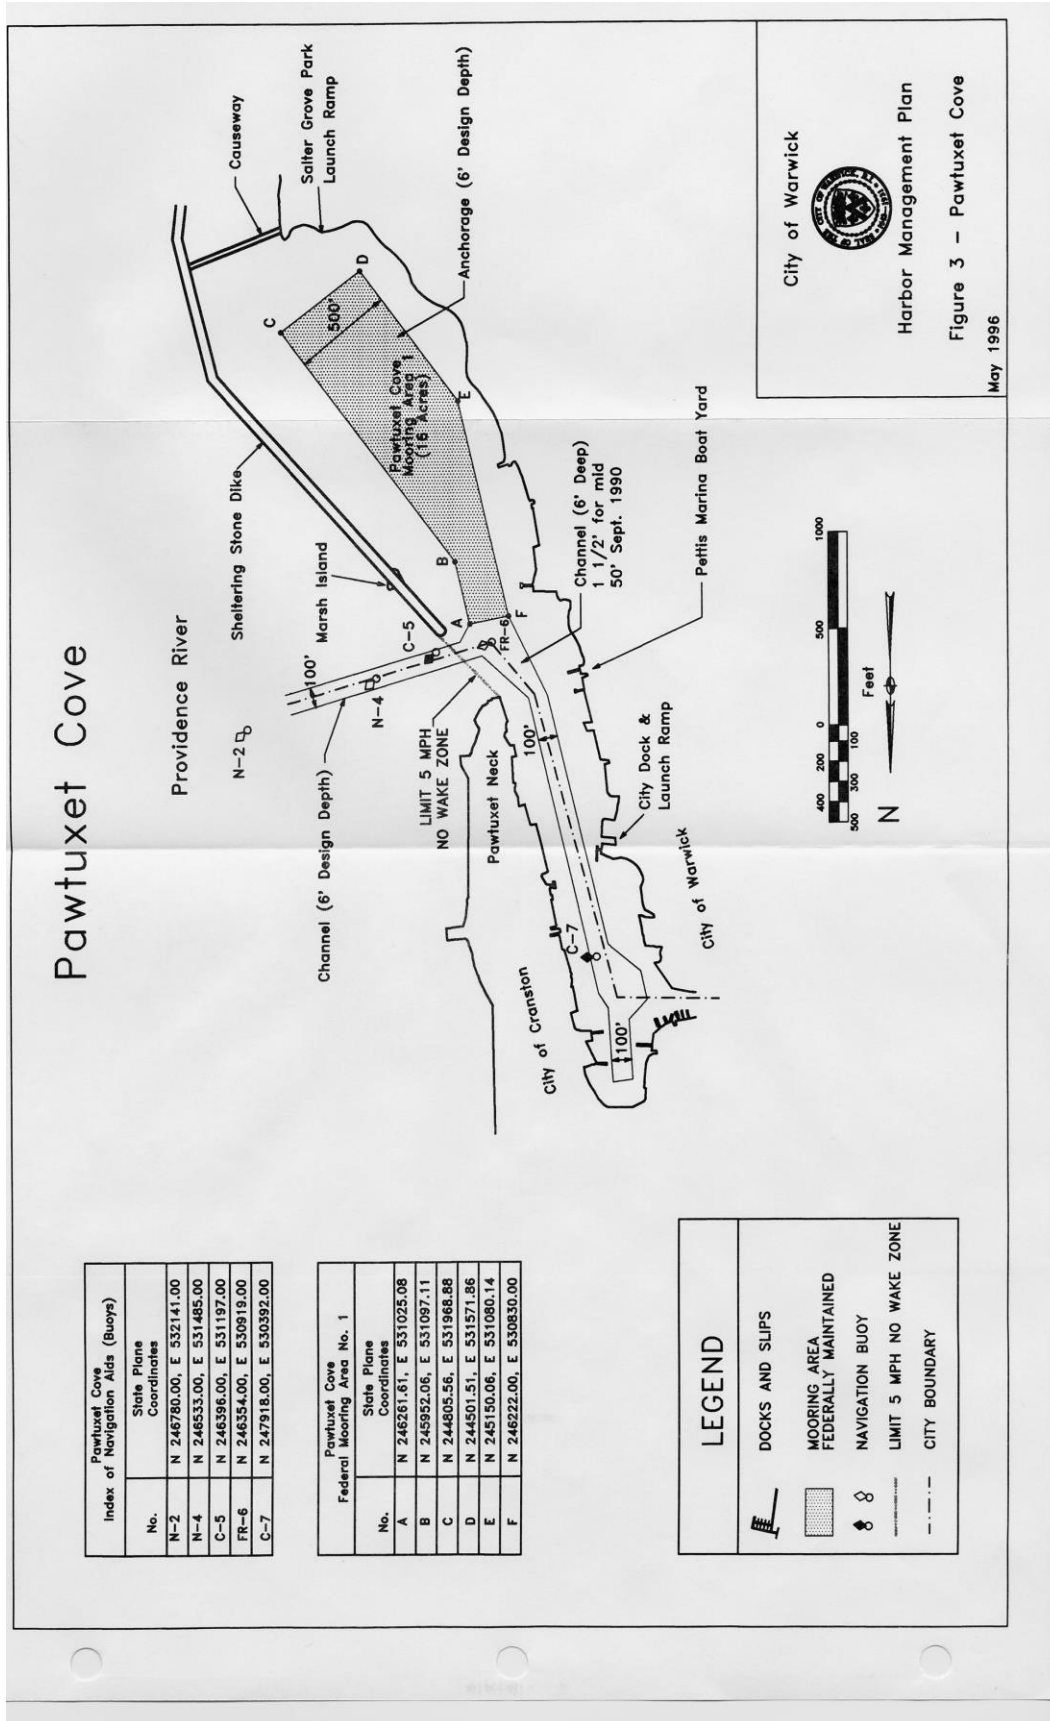 Pawtuxet Cove
Providence River
N-2
Sheltering Stone Dike
Marsh Island
Causeway
Salter Grove Park
Launch Ramp
Channel (6' Design Depth)
100'
N-4
C-5
LIMIT 5 MPH
NO WAKE ZONE
Pawtuxet Neck
A
B
C
D
E
F
FR-6
500'
Pawtuxet Cove
Mooring Area 1
(16 Acres)
Anchorage (6' Design Depth)
Channel (6' Deep)
1 1/2' for mid
50' Sept. 1990
Pettis Marina Boat Yard
100'
City Dock &
Launch Ramp
City of Warwick
City of Cranston
C-7
100'
400 200 0 500 1000
500 300 100
Feet
N
Pawtuxet Cove
Index of Navigation Aids (Buoys)
No. State Plane
Coordinates
N-2 N 246780.00, E 532141.00
N-4 N 246533.00, E 531485.00
C-5 N 246396.00, E 531197.00
FR-6 N 246354.00, E 530919.00
C-7 N 247918.00, E 530392.00
Pawtuxet Cove
Federal Mooring Area No. 1
No. State Plane
Coordinates
A N 246261.61, E 531025.08
B N 245952.06, E 531097.11
C N 244805.56, E 531968.88
D N 244501.51, E 531571.86
E N 245150.06, E 531080.14
F N 246222.00, E 530830.00
LEGEND
DOCKS AND SLIPS
MOORING AREA
FEDERALLY MAINTAINED
NAVIGATION BUOY
LIMIT 5 MPH NO WAKE ZONE
CITY BOUNDARY
City of Warwick
SEAL OF THE CITY OF WARWICK, R.I.
Harbor Management Plan
Figure 3 - Pawtuxet Cove
May 1996